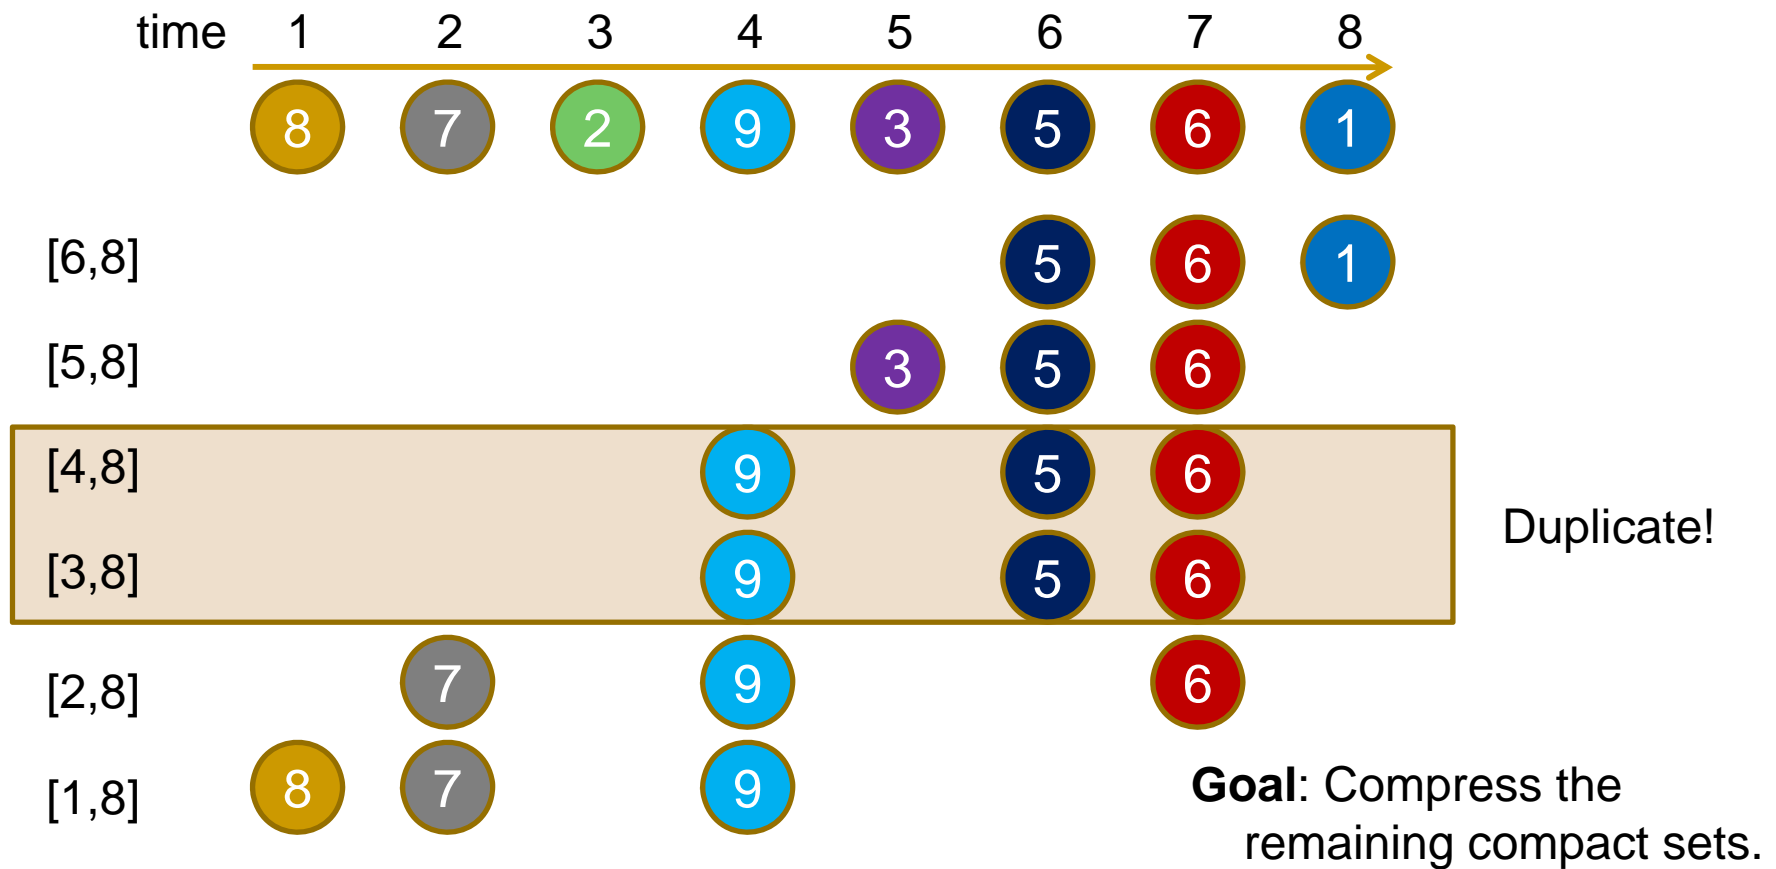 time 1 2 3 4 5 6 7 8
8 7 2 9 3 5 6 1
[6,8] 5 6 1
[5,8] 3 5 6
[4,8] 9 5 6
Duplicate!
[3,8] 9 5 6
[2,8] 7 9 6
[1,8] 8 7 9
Goal: Compress the
remaining compact sets.